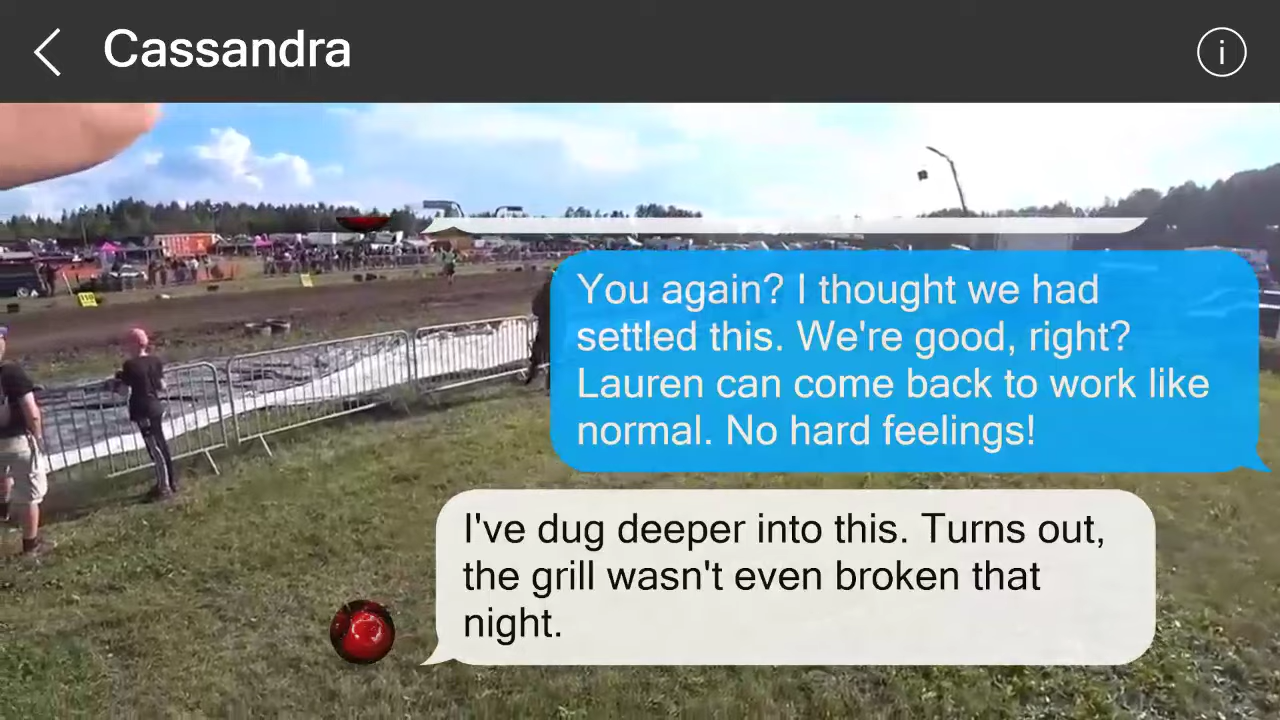 Cassandra
i
You again? I thought we had
settled this. We're good, right?
Lauren can come back to work like
normal. No hard feelings!
I've dug deeper into this. Turns out,
the grill wasn't even broken that
night.